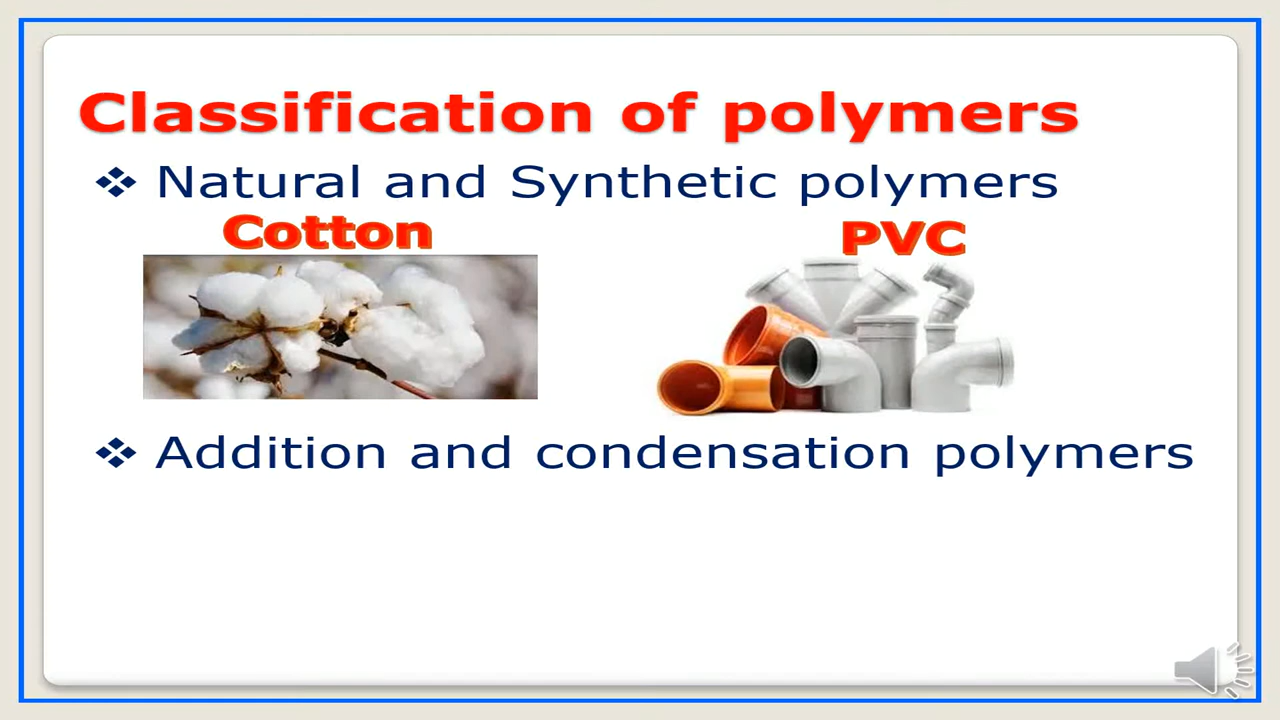 Classification of polymers
❖ Natural and Synthetic polymers
Cotton
PVC
❖ Addition and condensation polymers